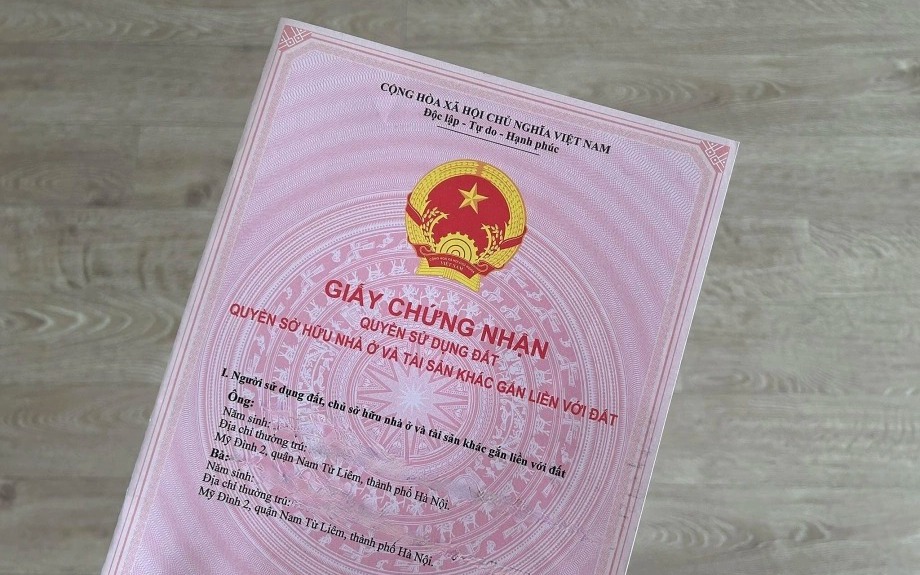 CỘNG HÒA XÃ HỘI CHỦ NGHĨA VIỆT NAM
Độc lập - Tự do - Hạnh phúc
VIỆT NAM
GIẤY CHỨNG NHẬN
QUYỀN SỬ DỤNG ĐẤT
QUYỀN SỞ HỮU NHÀ Ở VÀ TÀI SẢN KHÁC GẮN LIỀN VỚI ĐẤT
I. Người sử dụng đất, chủ sở hữu nhà ở và tài sản khác gắn liền với đất
Ông:
Năm sinh:
Địa chỉ thường trú:
Mỹ Đình 2, quận Nam Từ Liêm, thành phố Hà Nội.
Bà:
Năm sinh:
Địa chỉ thường trú:
Mỹ Đình 2, quận Nam Từ Liêm, thành phố Hà Nội.